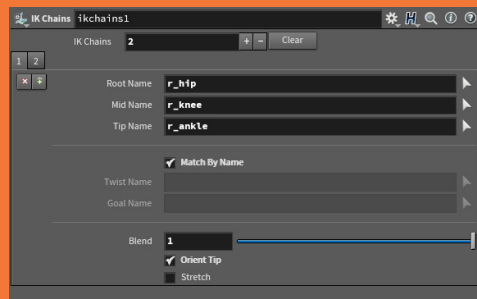 IK Chains ikchains1
IK Chains 2 + − Clear
1 2
Root Name r_hip
Mid Name r_knee
Tip Name r_ankle
Match By Name
Twist Name
Goal Name
Blend 1
Orient Tip
Stretch